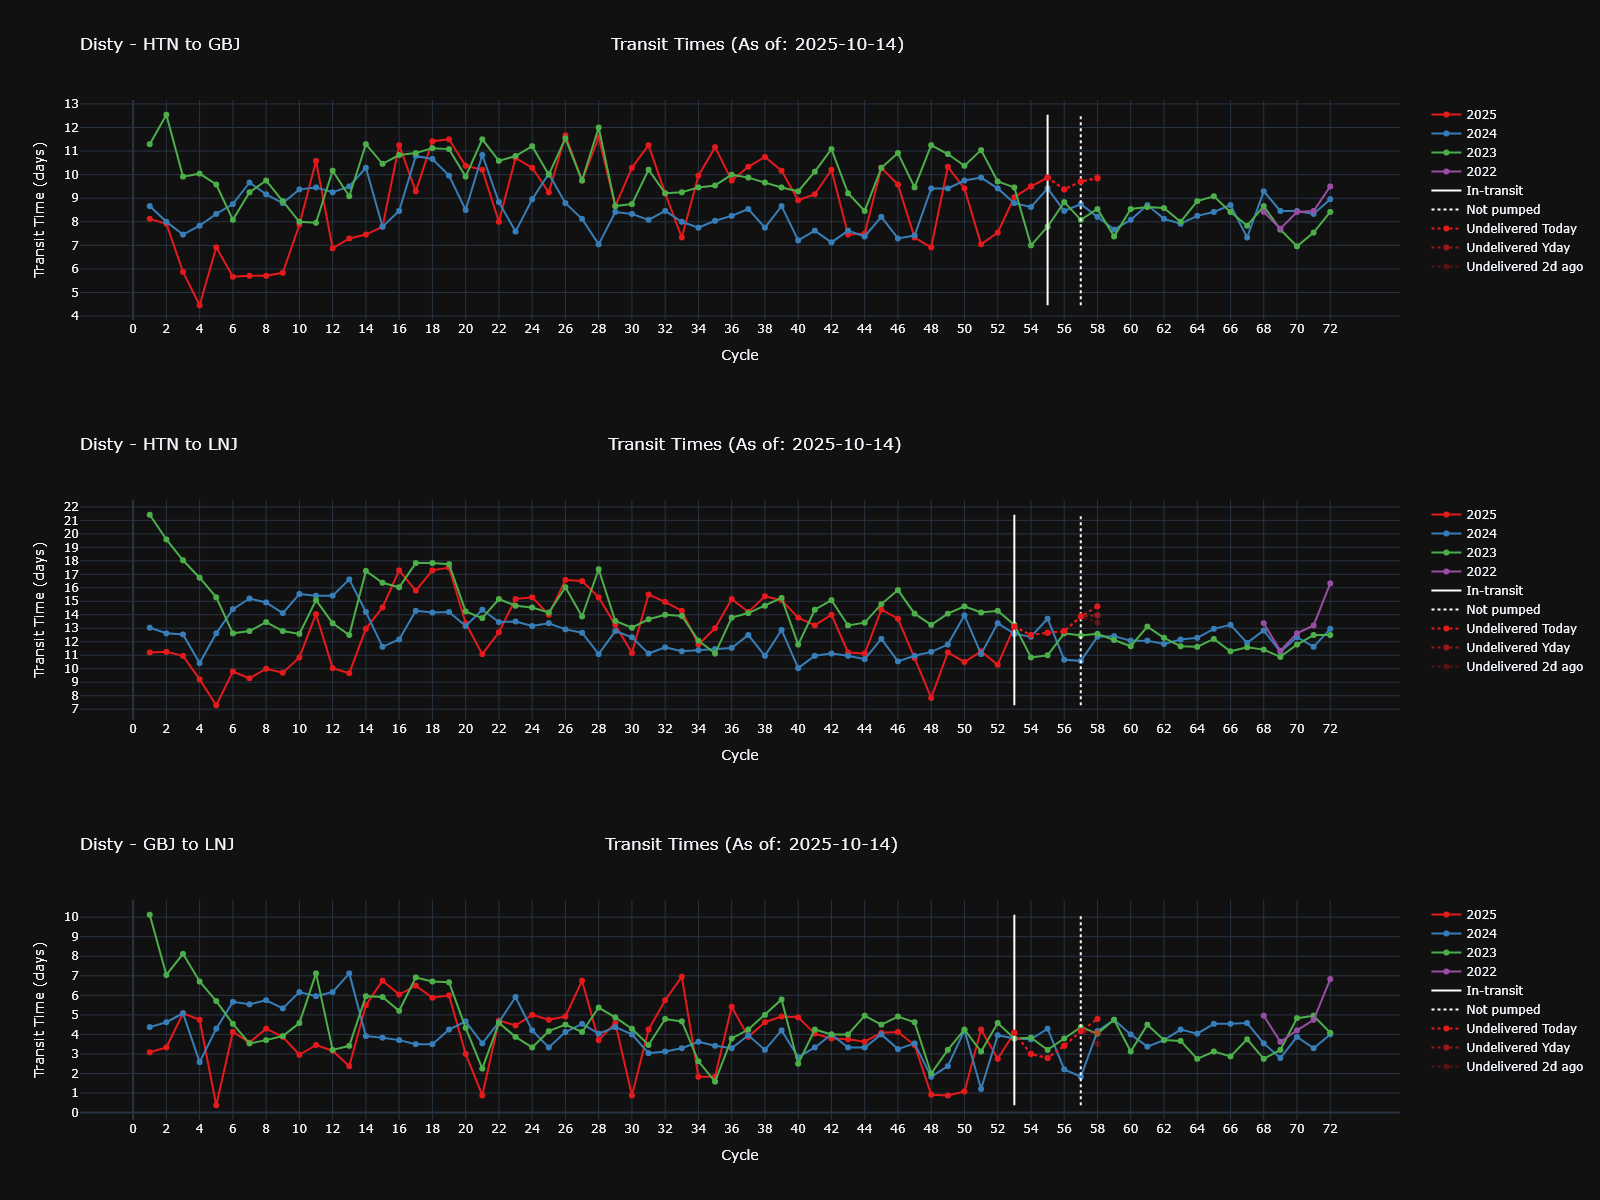 Disty - HTN to GBJ
Transit Times (As of: 2025-10-14)
Transit Time (days)
13
12
11
10
9
8
7
6
5
4
0 2 4 6 8 10 12 14 16 18 20 22 24 26 28 30 32 34 36 38 40 42 44 46 48 50 52 54 56 58 60 62 64 66 68 70 72
Cycle
2025
2024
2023
2022
In-transit
Not pumped
Undelivered Today
Undelivered Yday
Undelivered 2d ago
Disty - HTN to LNJ
Transit Times (As of: 2025-10-14)
Transit Time (days)
22
21
20
19
18
17
16
15
14
13
12
11
10
9
8
7
0 2 4 6 8 10 12 14 16 18 20 22 24 26 28 30 32 34 36 38 40 42 44 46 48 50 52 54 56 58 60 62 64 66 68 70 72
Cycle
2025
2024
2023
2022
In-transit
Not pumped
Undelivered Today
Undelivered Yday
Undelivered 2d ago
Disty - GBJ to LNJ
Transit Times (As of: 2025-10-14)
Transit Time (days)
10
9
8
7
6
5
4
3
2
1
0
0 2 4 6 8 10 12 14 16 18 20 22 24 26 28 30 32 34 36 38 40 42 44 46 48 50 52 54 56 58 60 62 64 66 68 70 72
Cycle
2025
2024
2023
2022
In-transit
Not pumped
Undelivered Today
Undelivered Yday
Undelivered 2d ago